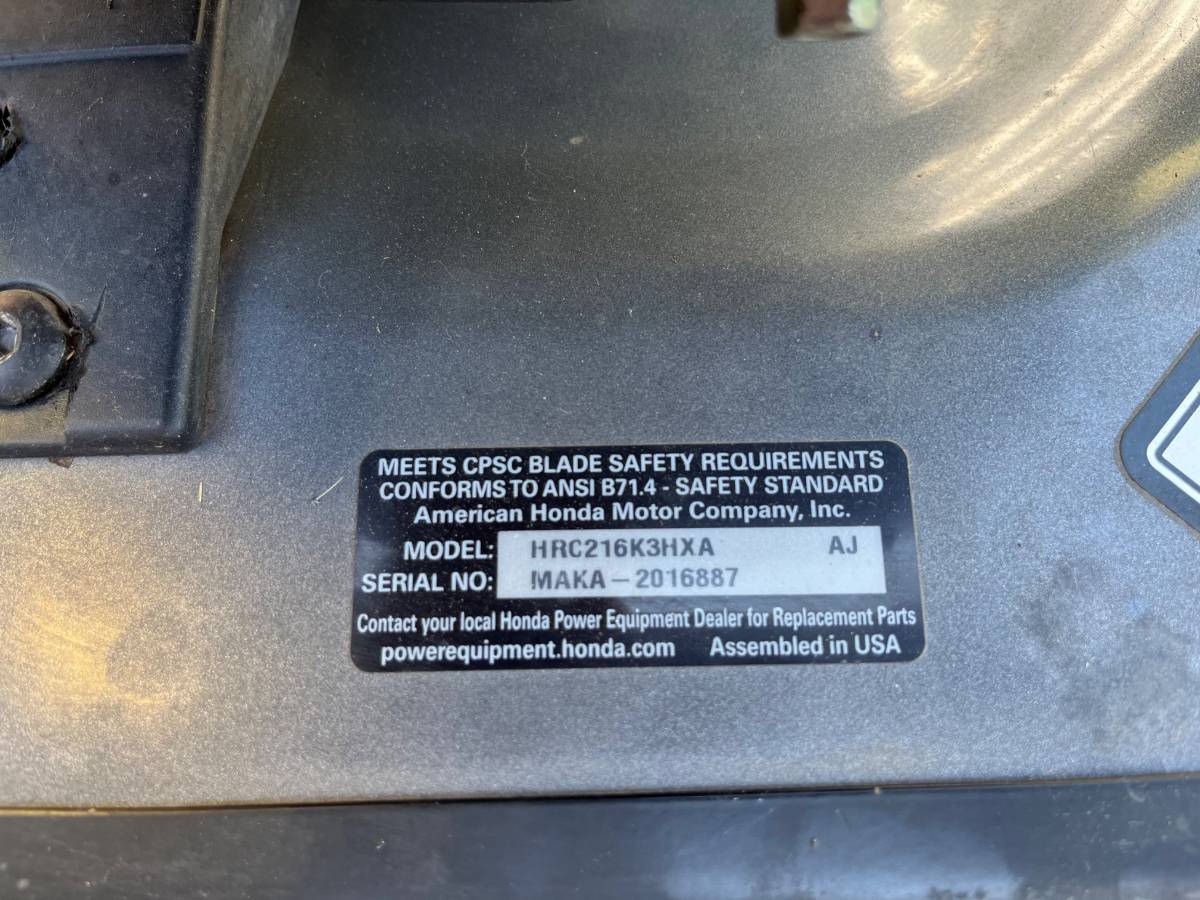 MEETS CPSC BLADE SAFETY REQUIREMENTS
CONFORMS TO ANSI B71.4 - SAFETY STANDARD
American Honda Motor Company, Inc.
MODEL: HRC216K3HXA AJ
SERIAL NO: MAKA-2016887
Contact your local Honda Power Equipment Dealer for Replacement Parts
powerequipment.honda.com Assembled in USA